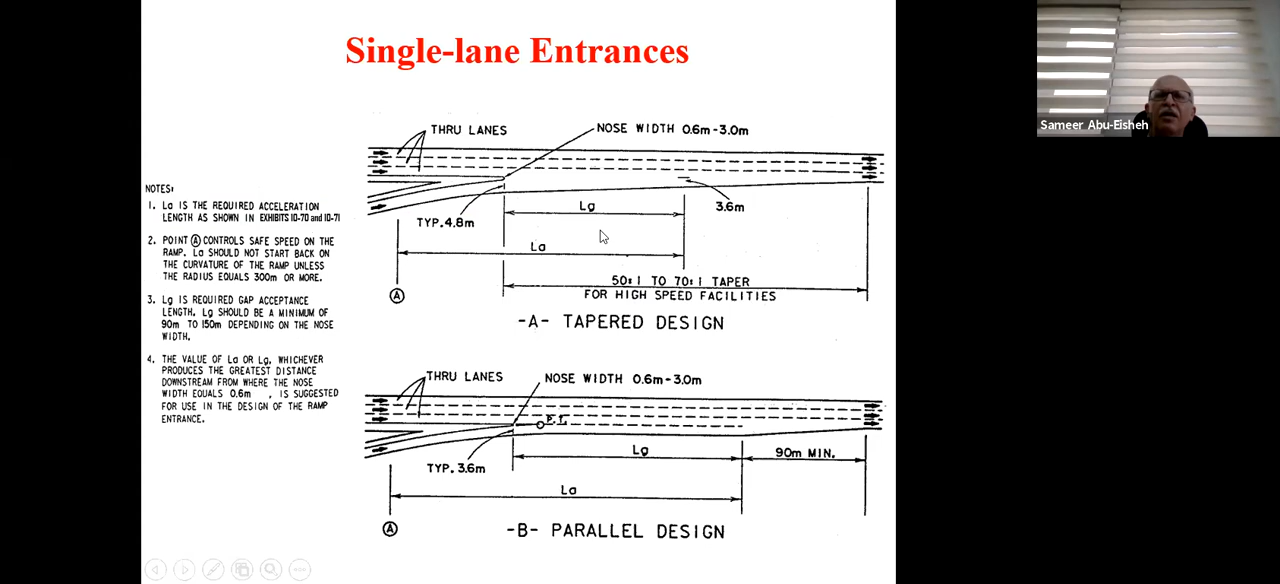 Single-lane Entrances
Sameer Abu-Eisheh
NOTES:
1. La IS THE REQUIRED ACCELERATION
LENGTH AS SHOWN IN EXHIBITS 10-70 and 10-71
2. POINT Ⓐ CONTROLS SAFE SPEED ON THE
RAMP. La SHOULD NOT START BACK ON
THE CURVATURE OF THE RAMP UNLESS
THE RADIUS EQUALS 300m OR MORE.
3. Lg IS REQUIRED GAP ACCEPTANCE
LENGTH. Lg SHOULD BE A MINIMUM OF
90m TO 150m DEPENDING ON THE NOSE
WIDTH.
4. THE VALUE OF La OR Lg, WHICHEVER
PRODUCES THE GREATEST DISTANCE
DOWNSTREAM FROM WHERE THE NOSE
WIDTH EQUALS 0.6m , IS SUGGESTED
FOR USE IN THE DESIGN OF THE RAMP
ENTRANCE.
THRU LANES
NOSE WIDTH 0.6m-3.0m
TYP. 4.8m
Lg
3.6m
La
Ⓐ
50:1 TO 70:1 TAPER
FOR HIGH SPEED FACILITIES
-A- TAPERED DESIGN
THRU LANES
NOSE WIDTH 0.6m-3.0m
P.T.
TYP. 3.6m
Lg
90m MIN.
La
Ⓐ
-B- PARALLEL DESIGN